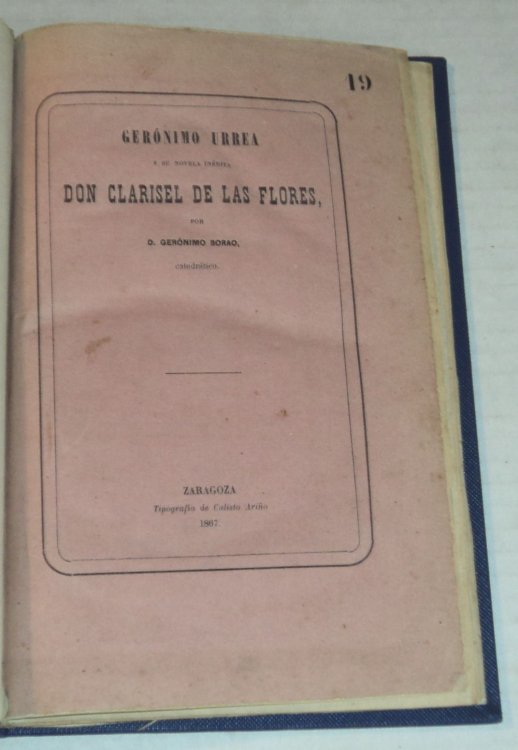 19
GERÓNIMO URREA
Y SU NOVELA INÉDITA
DON CLARISEL DE LAS FLORES,
POR
D. GERÓNIMO BORAO,
catedrático.
ZARAGOZA
Tipografía de Calisto Ariño
1867.